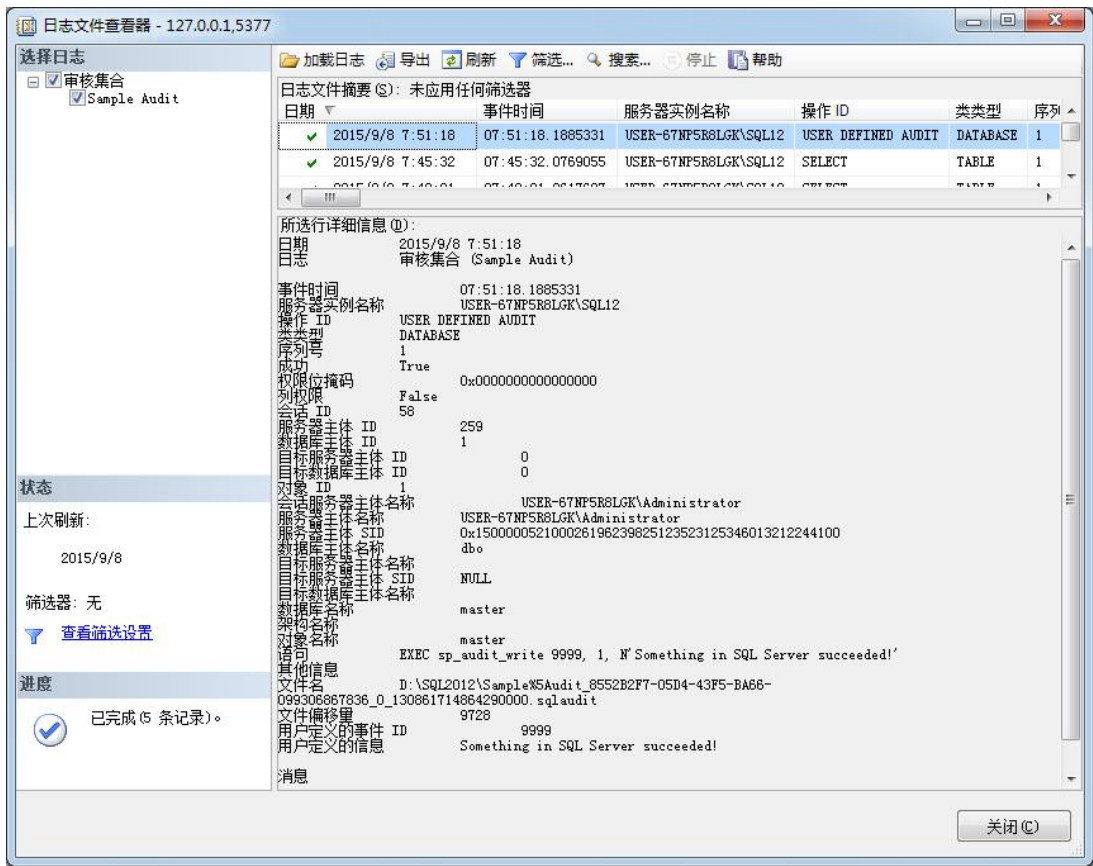 日志文件查看器 - 127.0.0.1,5377
选择日志
审核集合
Sample Audit
加载日志 导出 刷新 筛选... 搜索... 停止 帮助
日志文件摘要(S): 未应用任何筛选器
日期 事件时间 服务器实例名称 操作 ID 类类型 序列
2015/9/8 7:51:18 07:51:18.1885331 USER-67NP5R8LGK\SQL12 USER DEFINED AUDIT DATABASE 1
2015/9/8 7:45:32 07:45:32.0769055 USER-67NP5R8LGK\SQL12 SELECT TABLE 1
所选行详细信息(D):
日期 2015/9/8 7:51:18
日志 审核集合 (Sample Audit)
事件时间 07:51:18.1885331
服务器实例名称 USER-67NP5R8LGK\SQL12
操作 ID USER DEFINED AUDIT
类类型 DATABASE
序列号 1
成功 True
权限位掩码 0x0000000000000000
列权限 False
会话 ID 58
服务器主体 ID 259
数据库主体 ID 1
目标服务器主体 ID 0
目标数据库主体 ID 0
对象 ID 1
会话服务器主体名称 USER-67NP5R8LGK\Administrator
服务器主体名称 USER-67NP5R8LGK\Administrator
服务器主体 SID 0x15000005210002619623982512352312534601321224​4100
数据库主体名称 dbo
目标服务器主体名称
目标服务器主体 SID NULL
目标数据库主体名称
数据库名称 master
架构名称
对象名称 master
语句 EXEC sp_audit_write 9999, 1, N'Something in SQL Server succeeded!'
其他信息
文件名 D:\SQL2012\Sample%5Audit_8552B2F7-05D4-43F5-BA66-
099306867836_0_130861714864290000.sqlaudit
文件偏移量 9728
用户定义的事件 ID 9999
用户定义的信息 Something in SQL Server succeeded!
消息
状态
上次刷新:
2015/9/8
筛选器: 无
查看筛选设置
进度
已完成(5 条记录)。
关闭(C)